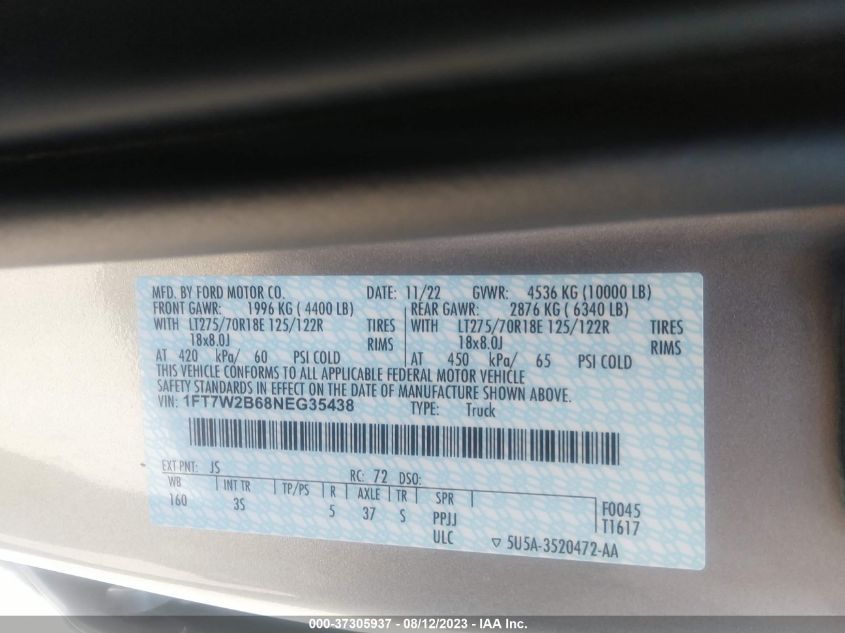 MFD. BY FORD MOTOR CO. DATE: 11/22 GVWR: 4536 KG (10000 LB)
FRONT GAWR: 1996 KG ( 4400 LB) REAR GAWR: 2876 KG ( 6340 LB)
WITH LT275/70R18E 125/122R TIRES WITH LT275/70R18E 125/122R TIRES
18x8.0J RIMS 18x8.0J RIMS
AT 420 kPa/ 60 PSI COLD AT 450 kPa/ 65 PSI COLD
THIS VEHICLE CONFORMS TO ALL APPLICABLE FEDERAL MOTOR VEHICLE
SAFETY STANDARDS IN EFFECT ON THE DATE OF MANUFACTURE SHOWN ABOVE.
VIN: 1FT7W2B68NEG35438 TYPE: Truck
EXT PNT: JS RC: 72 DSO:
WB INT TR TP/PS R AXLE TR SPR
160 3S 5 37 S PPJJ F0045
ULC T1617
5U5A-3520472-AA
000-37305937 - 08/12/2023 - IAA Inc.